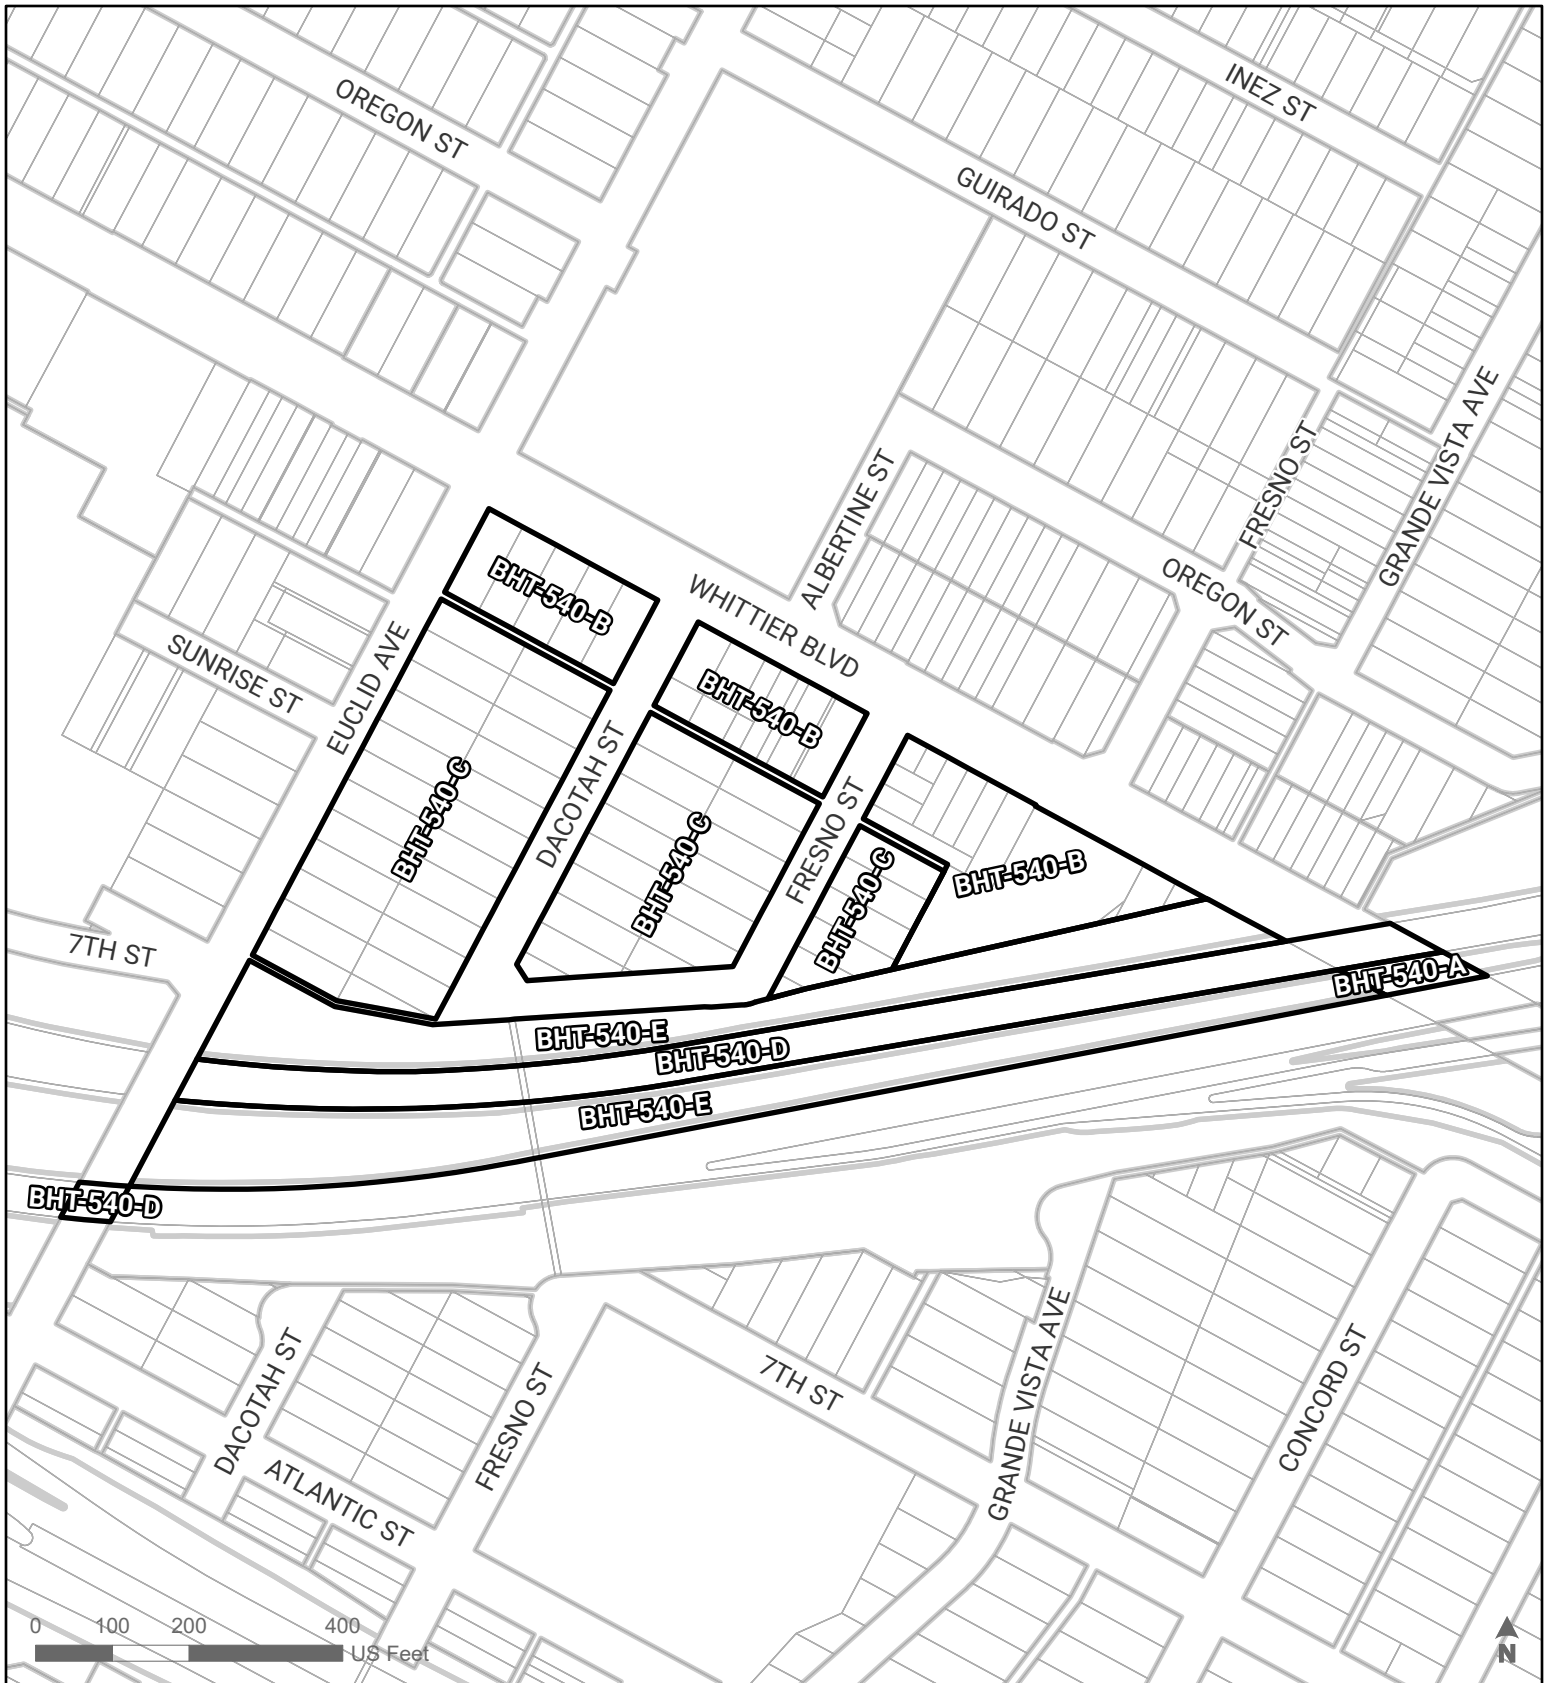 INEZ ST
OREGON ST
GUIRADO ST
GRANDE VISTA AVE
FRESNO ST
ALBERTINE ST
OREGON ST
BHT-540-B
WHITTIER BLVD
SUNRISE ST
EUCLID AVE
BHT-540-B
DACOTAH ST
BHT-540-C
BHT-540-C
FRESNO ST
BHT-540-C
BHT-540-B
7TH ST
BHT-540-A
BHT-540-E
BHT-540-D
BHT-540-E
BHT-540-D
DACOTAH ST
FRESNO ST
7TH ST
GRANDE VISTA AVE
CONCORD ST
ATLANTIC ST
0 100 200 400
US Feet
N